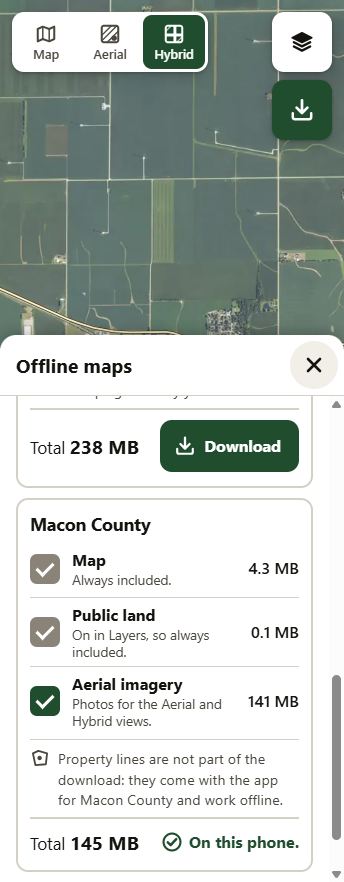 Map Aerial Hybrid
Offline maps
Total 238 MB Download
Macon County
Map
Always included.
4.3 MB
Public land
On in Layers, so always
included.
0.1 MB
Aerial imagery
Photos for the Aerial and
Hybrid views.
141 MB
Property lines are not part of the
download: they come with the app
for Macon County and work offline.
Total 145 MB On this phone.